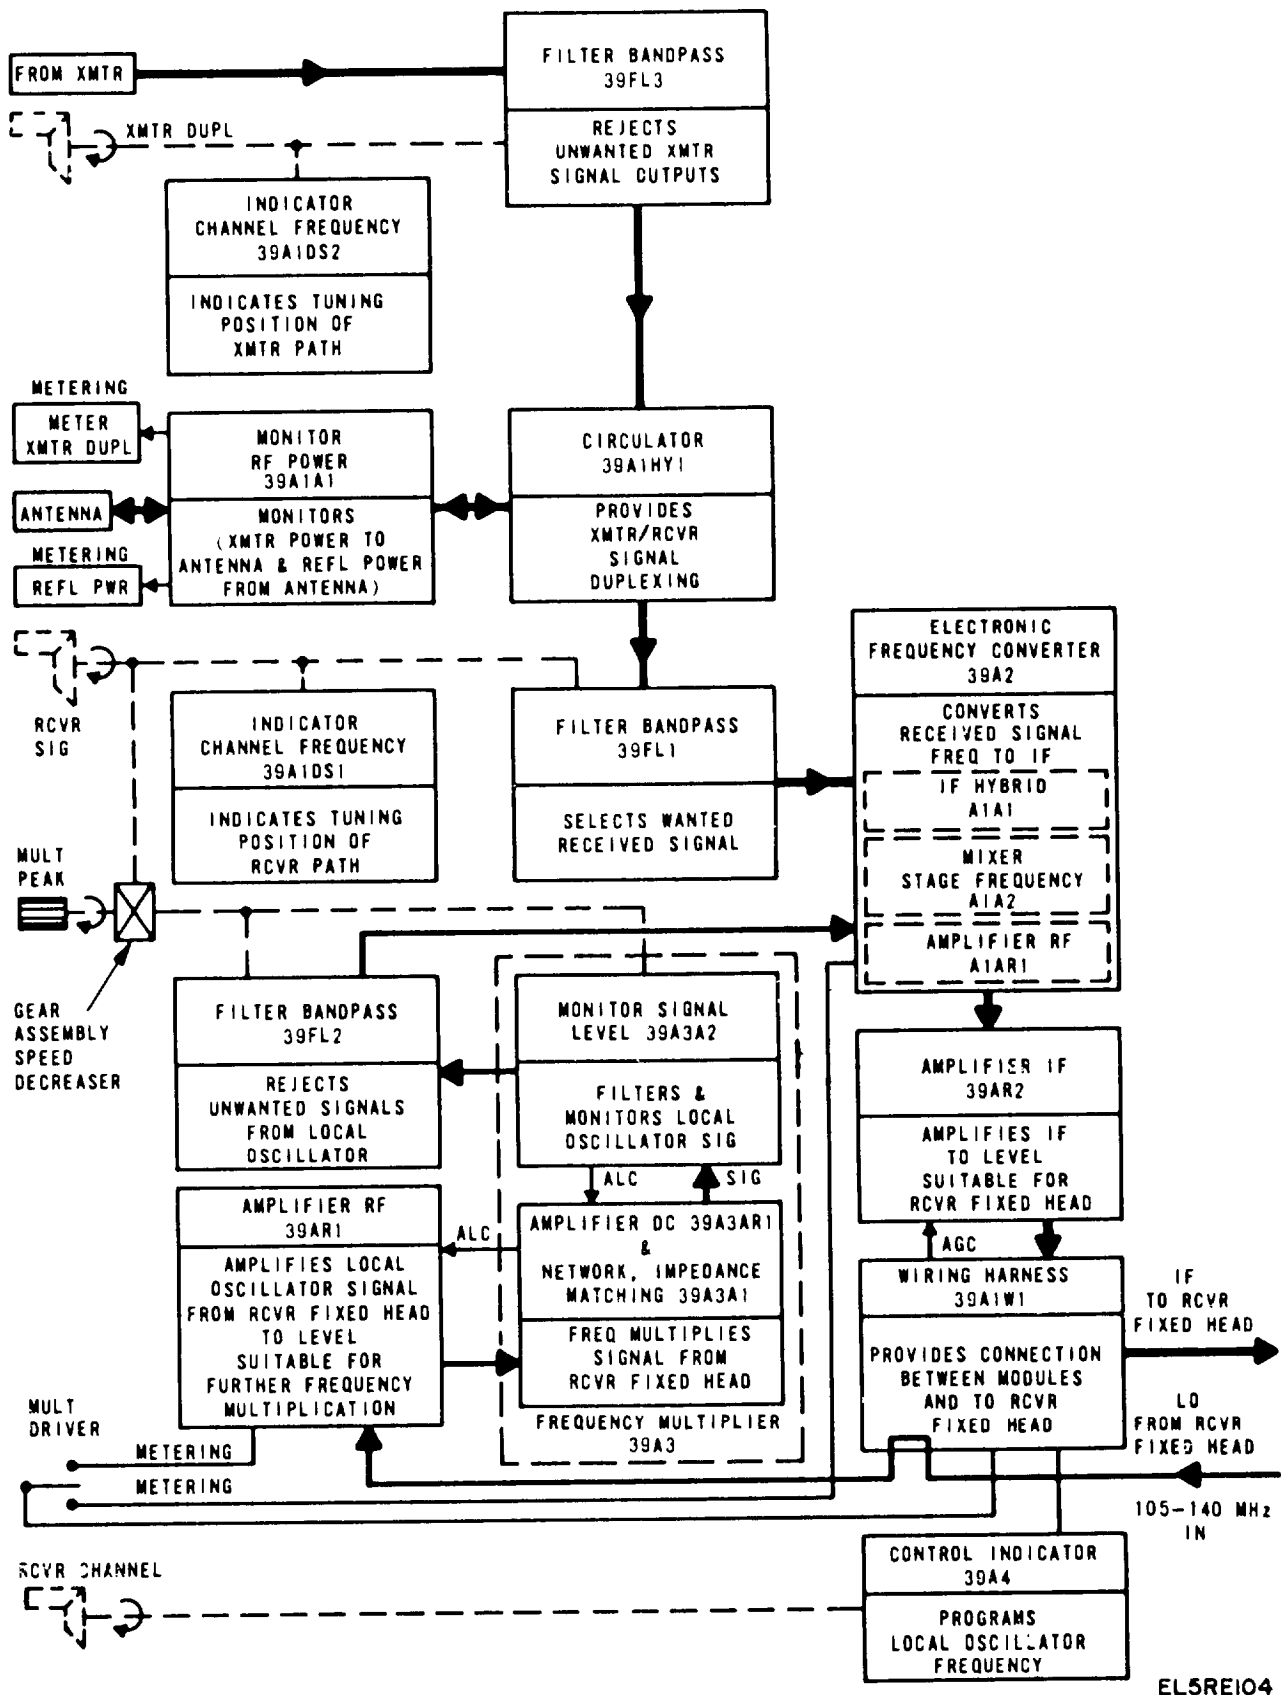 FROM XMTR
FILTER BANDPASS
39FL3
REJECTS
UNWANTED XMTR
SIGNAL OUTPUTS
XMTR DUPL
INDICATOR
CHANNEL FREQUENCY
39A1DS2
INDICATES TUNING
POSITION OF
XMTR PATH
METERING
METER
XMTR DUPL
ANTENNA
METERING
REFL PWR
MONITOR
RF POWER
39A1A1
MONITORS
(XMTR POWER TO
ANTENNA & REFL POWER
FROM ANTENNA)
CIRCULATOR
39A1HY1
PROVIDES
XMTR/RCVR
SIGNAL
DUPLEXING
RCVR
SIG
INDICATOR
CHANNEL FREQUENCY
39A1DS1
INDICATES TUNING
POSITION OF
RCVR PATH
FILTER BANDPASS
39FL1
SELECTS WANTED
RECEIVED SIGNAL
ELECTRONIC
FREQUENCY CONVERTER
39A2
CONVERTS
RECEIVED SIGNAL
FREQ TO IF
IF HYBRID
A1A1
MIXER
STAGE FREQUENCY
A1A2
AMPLIFIER RF
A1AR1
MULT
PEAK
GEAR
ASSEMBLY
SPEED
DECREASER
FILTER BANDPASS
39FL2
REJECTS
UNWANTED SIGNALS
FROM LOCAL
OSCILLATOR
MONITOR SIGNAL
LEVEL 39A3A2
FILTERS &
MONITORS LOCAL
OSCILLATOR SIG
ALC
SIG
AMPLIFIER IF
39AR2
AMPLIFIES IF
TO LEVEL
SUITABLE FOR
RCVR FIXED HEAD
AGC
AMPLIFIER RF
39AR1
AMPLIFIES LOCAL
OSCILLATOR SIGNAL
FROM RCVR FIXED HEAD
TO LEVEL
SUITABLE FOR
FURTHER FREQUENCY
MULTIPLICATION
ALC
AMPLIFIER DC 39A3AR1
&
NETWORK, IMPEDANCE
MATCHING 39A3A1
FREQ MULTIPLIES
SIGNAL FROM
RCVR FIXED HEAD
FREQUENCY MULTIPLIER
39A3
WIRING HARNESS
39A1W1
PROVIDES CONNECTION
BETWEEN MODULES
AND TO RCVR
FIXED HEAD
IF
TO RCVR
FIXED HEAD
LO
FROM RCVR
FIXED HEAD
105-140 MHz
IN
MULT
DRIVER
METERING
METERING
RCVR CHANNEL
CONTROL INDICATOR
39A4
PROGRAMS
LOCAL OSCILLATOR
FREQUENCY
EL5RE104